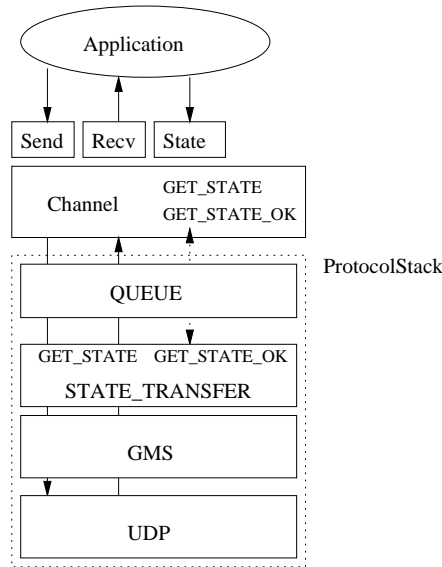 Application
Send Recv State
GET_STATE
Channel
GET_STATE_OK
ProtocolStack
QUEUE
GET_STATE GET_STATE_OK
STATE_TRANSFER
GMS
UDP